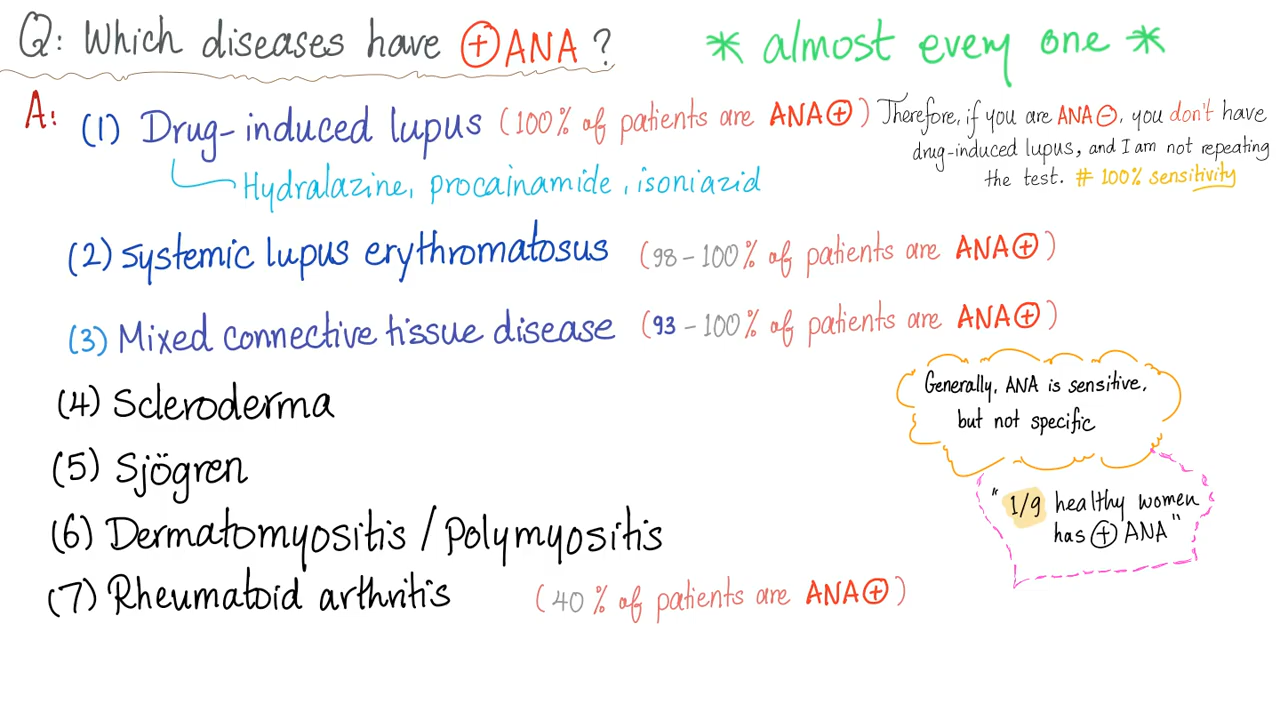 Q: Which diseases have ⊕ANA?
* almost every one *
A: (1) Drug-induced lupus (100% of patients are ANA⊕)
Therefore, if you are ANA⊖, you don't have
drug-induced lupus, and I am not repeating
the test. # 100% sensitivity
Hydralazine, procainamide, isoniazid
(2) Systemic lupus erythromatosus (98-100% of patients are ANA⊕)
(3) Mixed connective tissue disease (93-100% of patients are ANA⊕)
Generally, ANA is sensitive,
but not specific
(4) Scleroderma
(5) Sjögren
"1/9 healthy women
has ⊕ ANA"
(6) Dermatomyositis / Polymyositis
(7) Rheumatoid arthritis (40% of patients are ANA⊕)